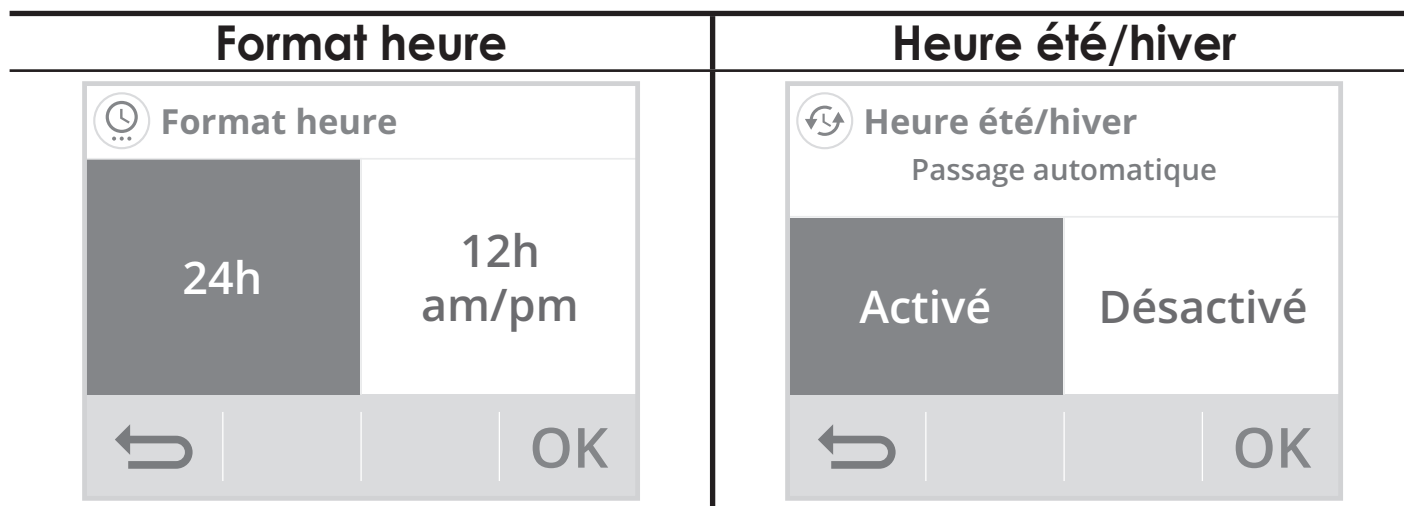 Format heure
Heure été/hiver
Format heure
24h
12h
am/pm
OK
Heure été/hiver
Passage automatique
Activé
Désactivé
OK